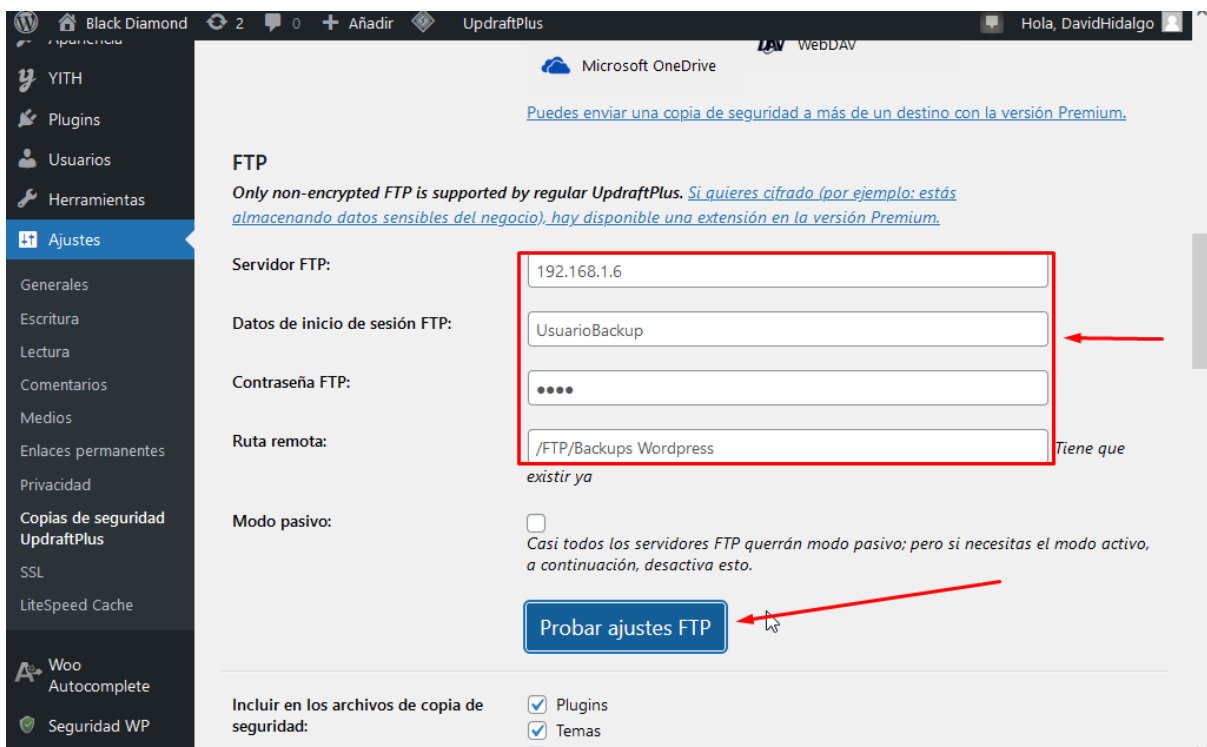 Black Diamond 2 0 + Añadir UpdraftPlus Hola, DavidHidalgo
Apariencia
YITH
Plugins
Usuarios
Herramientas
Ajustes
Generales
Escritura
Lectura
Comentarios
Medios
Enlaces permanentes
Privacidad
Copias de seguridad
UpdraftPlus
SSL
LiteSpeed Cache
Woo
Autocomplete
Seguridad WP
DAV WebDAV
Microsoft OneDrive
Puedes enviar una copia de seguridad a más de un destino con la versión Premium.
FTP
Only non-encrypted FTP is supported by regular UpdraftPlus. Si quieres cifrado (por ejemplo: estás
almacenando datos sensibles del negocio), hay disponible una extensión en la versión Premium.
Servidor FTP:
192.168.1.6
Datos de inicio de sesión FTP:
UsuarioBackup
Contraseña FTP:
••••
Ruta remota:
/FTP/Backups Wordpress
Tiene que
existir ya
Modo pasivo:
Casi todos los servidores FTP querrán modo pasivo; pero si necesitas el modo activo,
a continuación, desactiva esto.
Probar ajustes FTP
Incluir en los archivos de copia de
seguridad:
Plugins
Temas